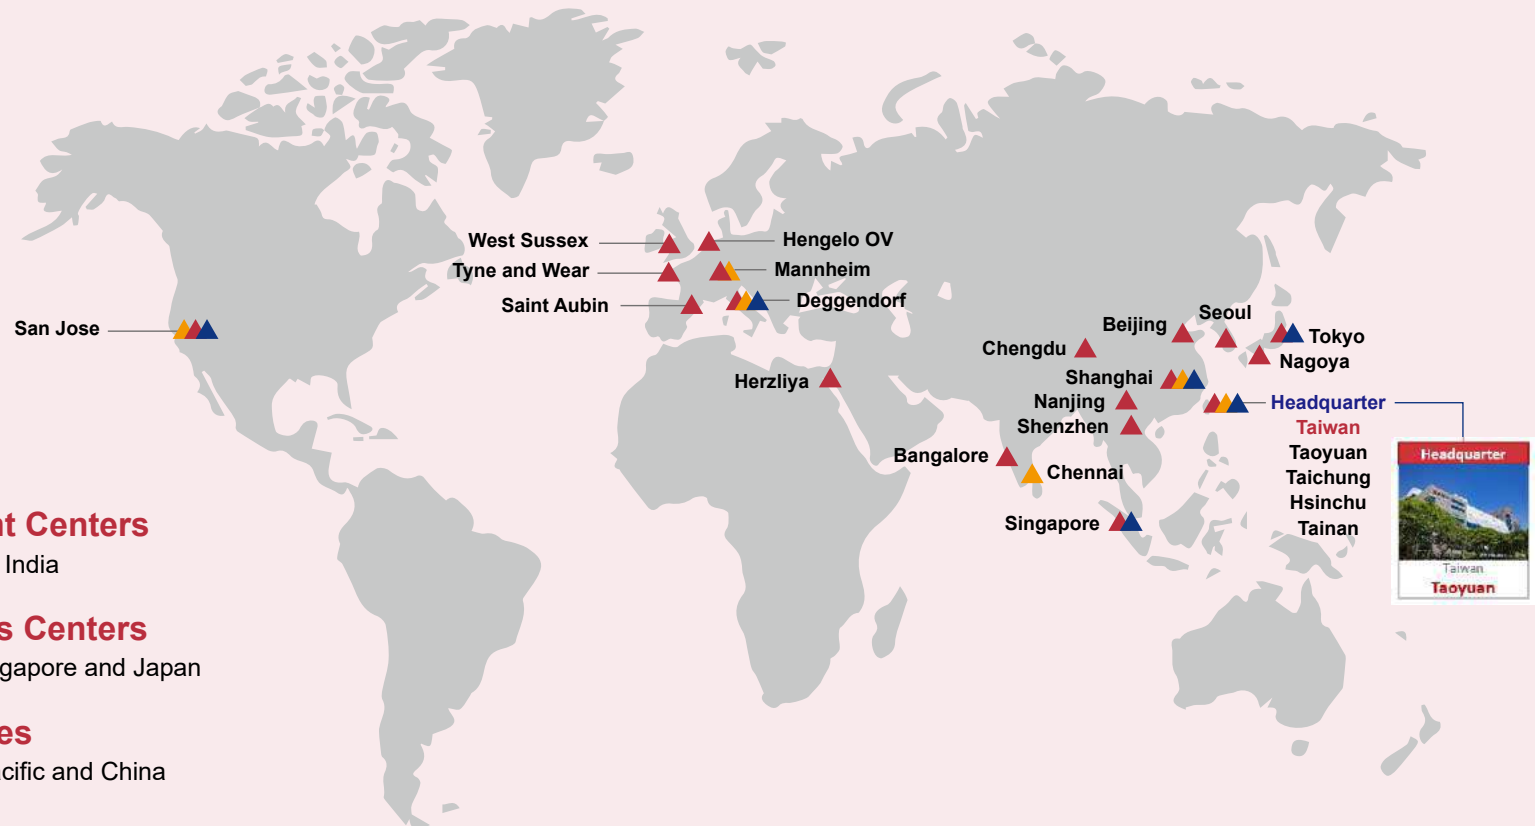 West Sussex
Hengelo OV
Tyne and Wear
Mannheim
Saint Aubin
Deggendorf
San Jose
Seoul
Beijing
Tokyo
Chengdu
Nagoya
Herzliya
Shanghai
Nanjing
Headquarter
Shenzhen
Taiwan
Taoyuan
Bangalore
Chennai
Taichung
Hsinchu
Singapore
Tainan
Headquarter
Taiwan
Taoyuan
t Centers
India
s Centers
gapore and Japan
es
cific and China